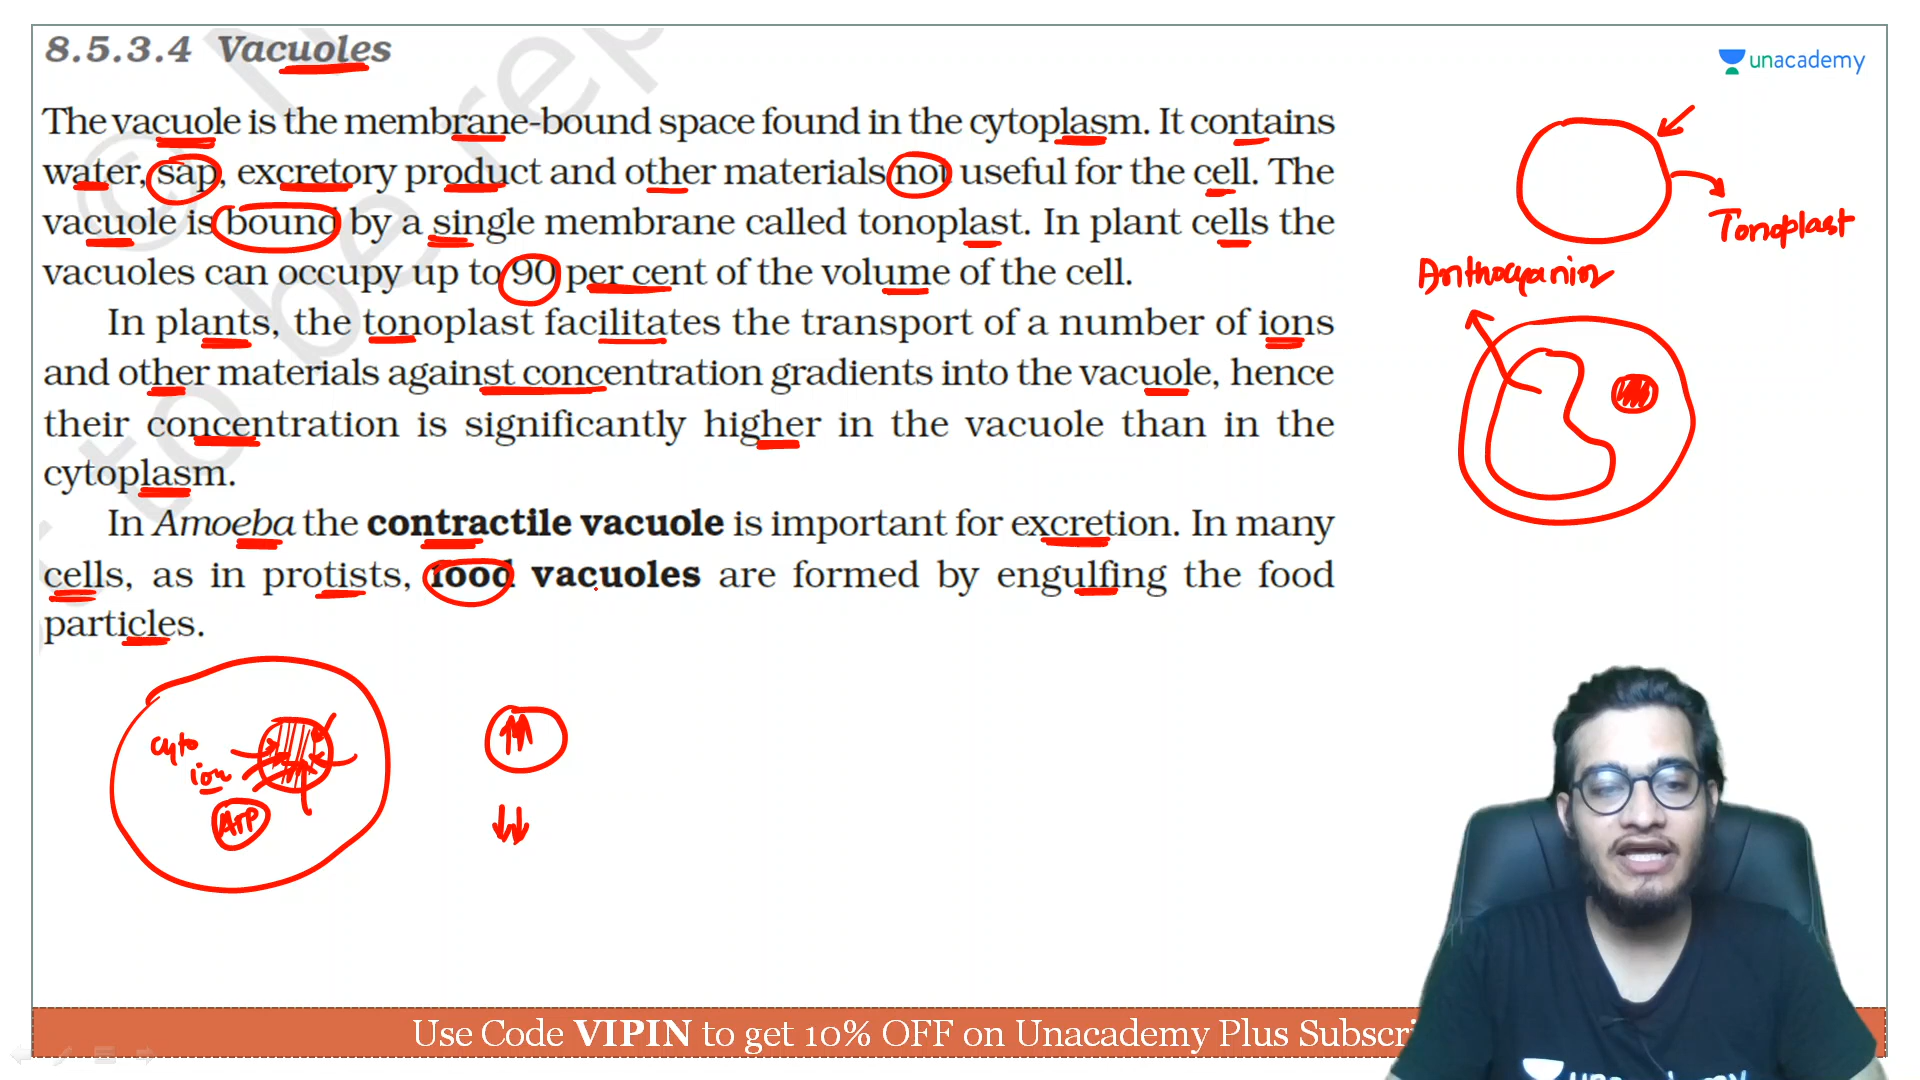 8.5.3.4 Vacuoles
unacademy
The vacuole is the membrane-bound space found in the cytoplasm. It contains
water, sap, excretory product and other materials not useful for the cell. The
vacuole is bound by a single membrane called tonoplast. In plant cells the
vacuoles can occupy up to 90 per cent of the volume of the cell.
In plants, the tonoplast facilitates the transport of a number of ions
and other materials against concentration gradients into the vacuole, hence
their concentration is significantly higher in the vacuole than in the
cytoplasm.
In Amoeba the contractile vacuole is important for excretion. In many
cells, as in protists, food vacuoles are formed by engulfing the food
particles.
Tonoplast
Anthocyanin
cyto
ion
ATP
Use Code VIPIN to get 10% OFF on Unacademy Plus Subscri